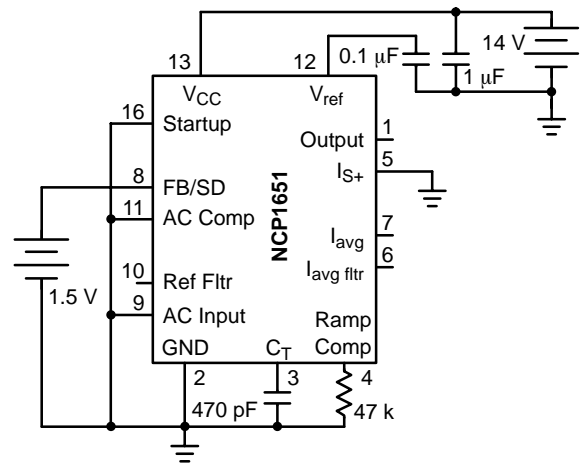 13
12
0.1 µF
1 µF
14 V
VCC
Vref
16
Startup
Output
1
5
IS+
8
FB/SD
11
AC Comp
NCP1651
7
Iavg
6
Iavg fltr
10
Ref Fltr
1.5 V
9
AC Input
Ramp
Comp
GND
CT
2
3
4
470 pF
47 k